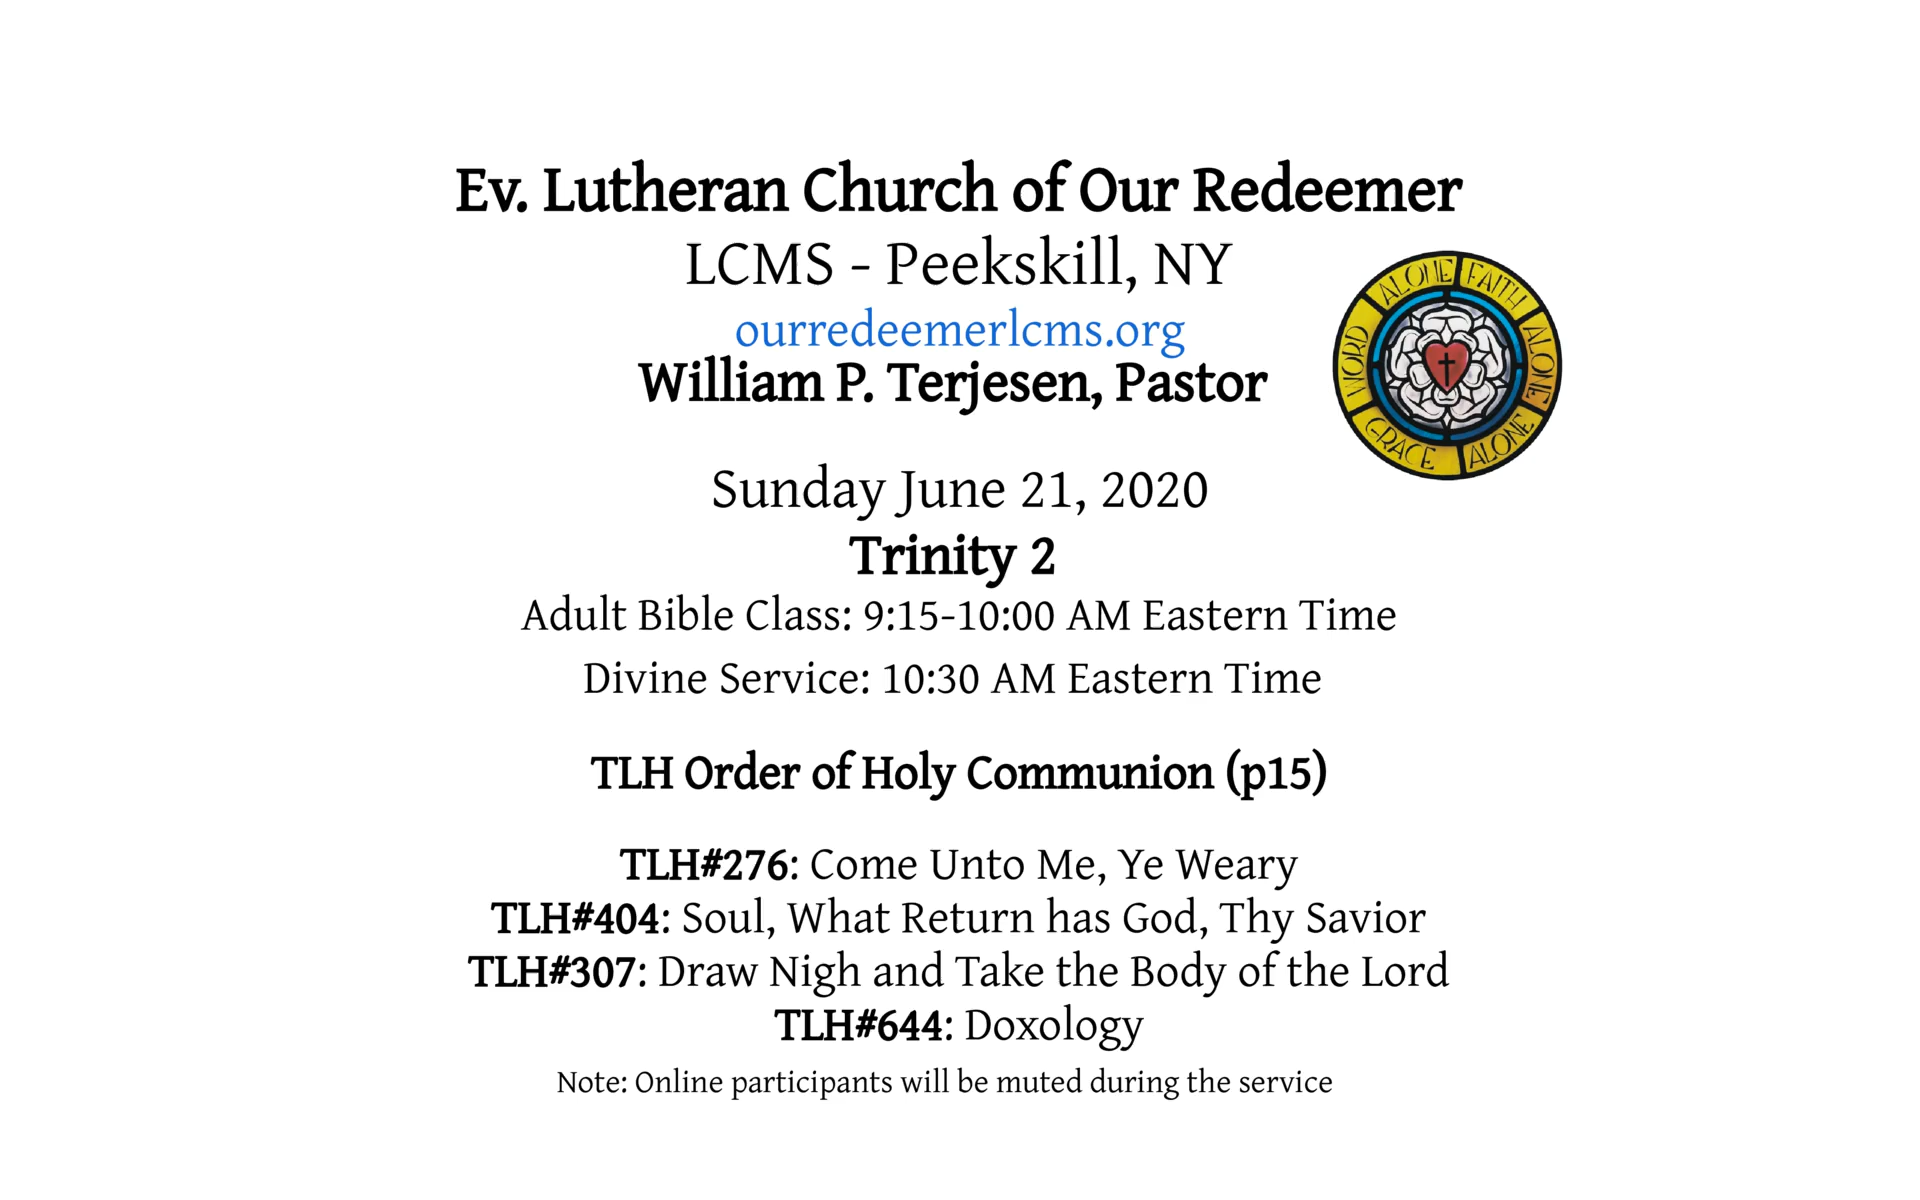 Ev. Lutheran Church of Our Redeemer
LCMS - Peekskill, NY
ourredeemerlcms.org
William P. Terjesen, Pastor
WORD ALONE FAITH ALONE GRACE ALONE
Sunday June 21, 2020
Trinity 2
Adult Bible Class: 9:15-10:00 AM Eastern Time
Divine Service: 10:30 AM Eastern Time
TLH Order of Holy Communion (p15)
TLH#276: Come Unto Me, Ye Weary
TLH#404: Soul, What Return has God, Thy Savior
TLH#307: Draw Nigh and Take the Body of the Lord
TLH#644: Doxology
Note: Online participants will be muted during the service